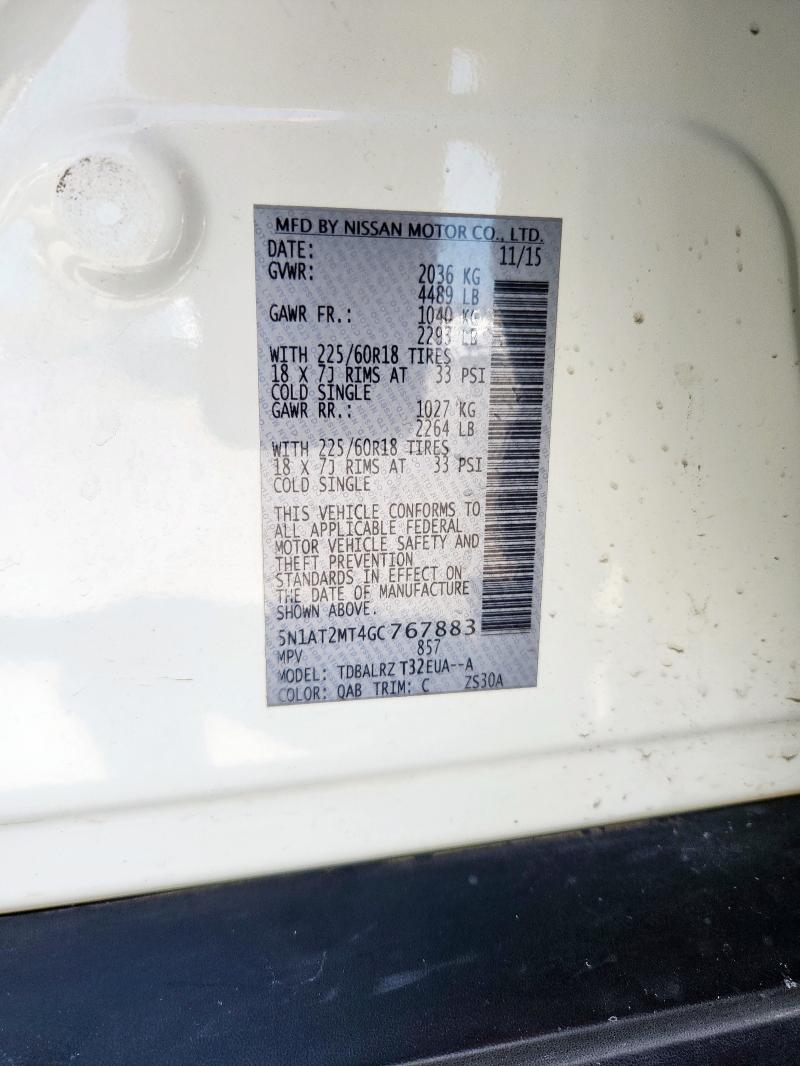 MFD BY NISSAN MOTOR CO., LTD.
DATE: 11/15
GVWR: 2036 KG
4489 LB
GAWR FR.: 1040 KG
2293 LB
WITH 225/60R18 TIRES
18 X 7J RIMS AT 33 PSI
COLD SINGLE
GAWR RR.: 1027 KG
2264 LB
WITH 225/60R18 TIRES
18 X 7J RIMS AT 33 PSI
COLD SINGLE
THIS VEHICLE CONFORMS TO
ALL APPLICABLE FEDERAL
MOTOR VEHICLE SAFETY AND
THEFT PREVENTION
STANDARDS IN EFFECT ON
THE DATE OF MANUFACTURE
SHOWN ABOVE.
5N1AT2MT4GC767883
MPV 857
MODEL: TDBALRZ T32EUA--A
COLOR: QAB TRIM: C ZS30A